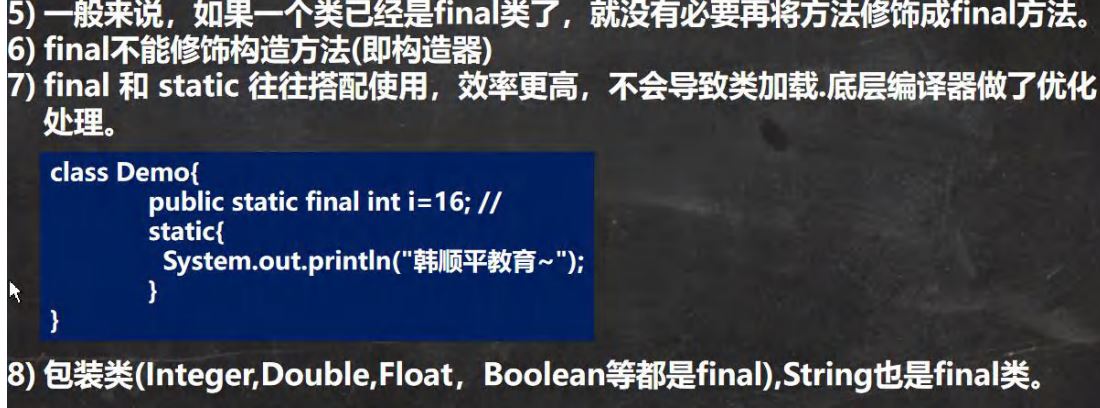 5) 一般来说，如果一个类已经是final类了，就没有必要再将方法修饰成final方法。
6) final不能修饰构造方法(即构造器)
7) final 和 static 往往搭配使用，效率更高，不会导致类加载.底层编译器做了优化
处理。
class Demo{
public static final int i=16; //
static{
System.out.println("韩顺平教育~");
}
}
8) 包装类(Integer,Double,Float，Boolean等都是final),String也是final类。